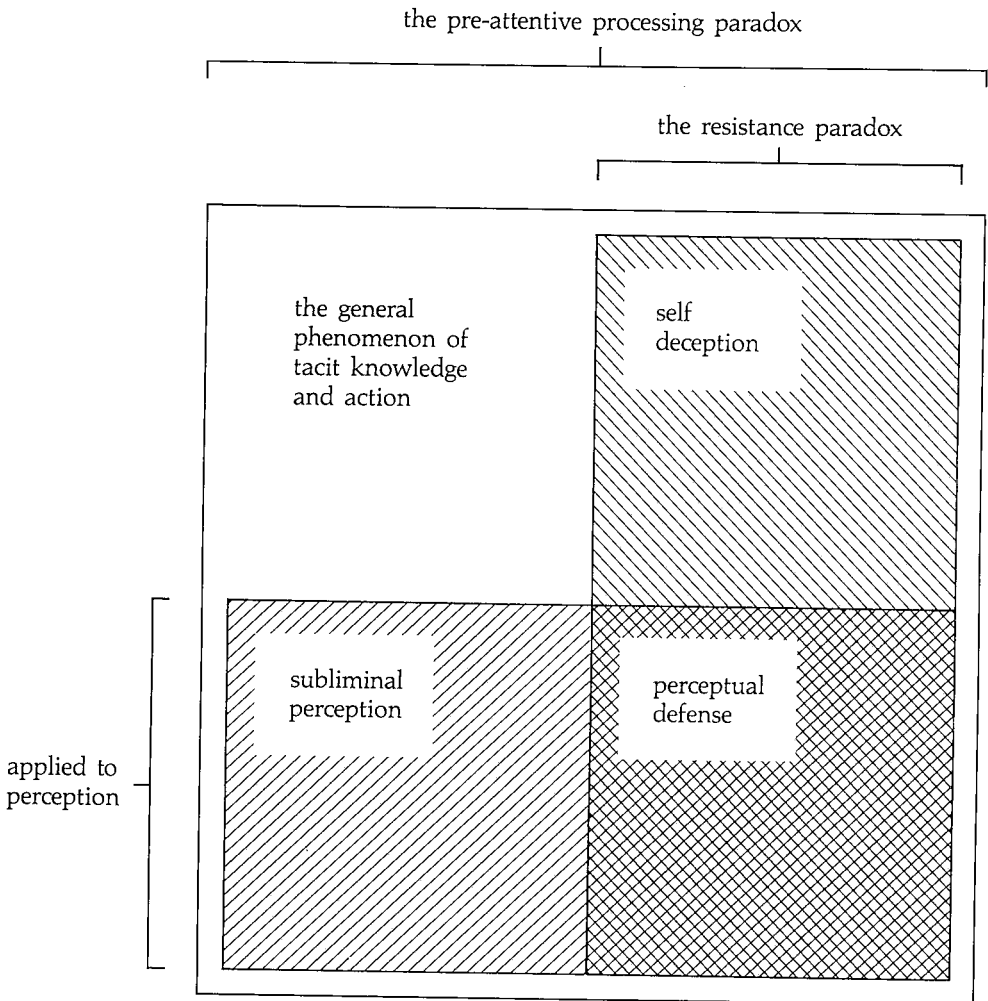 the pre-attentive processing paradox
the resistance paradox
the general
phenomenon of
tacit knowledge
and action
self
deception
subliminal
perception
perceptual
defense
applied to
perception